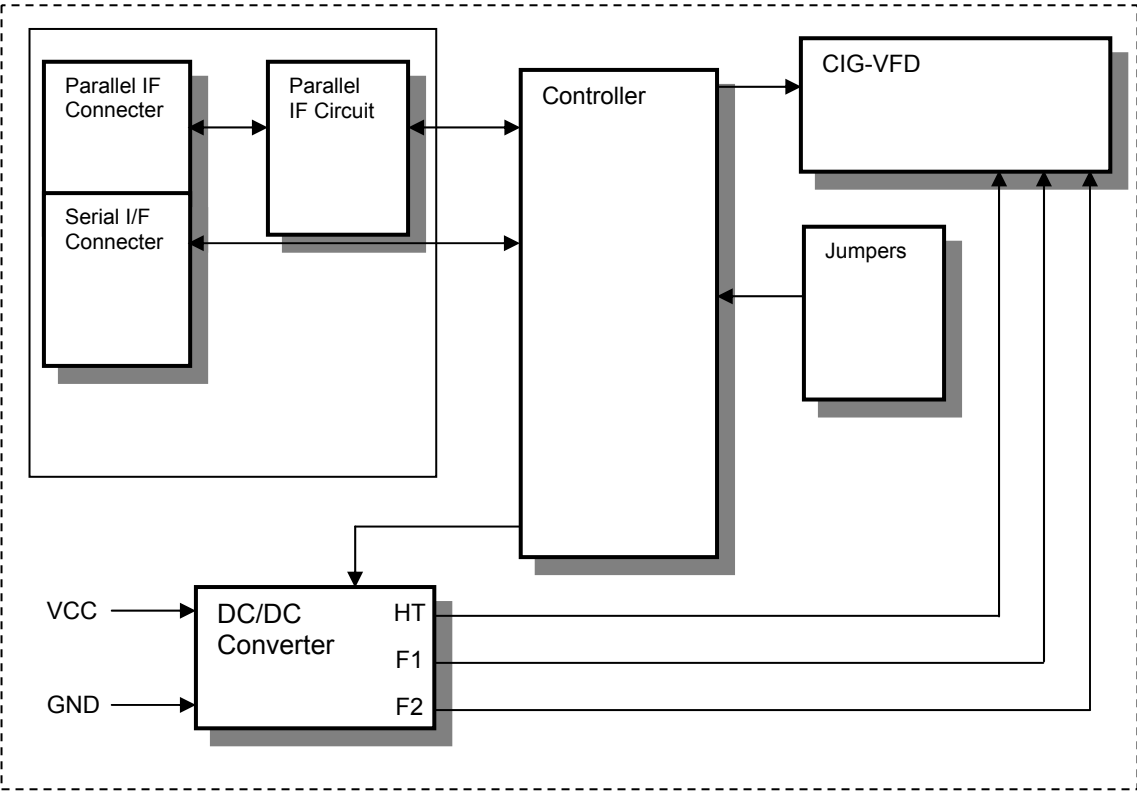 Parallel IF
Connecter
Parallel
IF Circuit
Controller
CIG-VFD
Serial I/F
Connecter
Jumpers
VCC
GND
DC/DC
Converter
HT
F1
F2